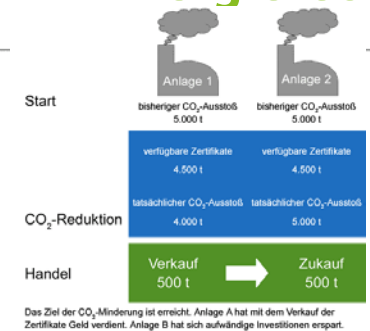 Anlage 1
Anlage 2
Start
bisheriger CO₂-Ausstoß
5.000 t
bisheriger CO₂-Ausstoß
5.000 t
verfügbare Zertifikate
4.500 t
verfügbare Zertifikate
4.500 t
CO₂-Reduktion
tatsächlicher CO₂-Ausstoß
4.000 t
tatsächlicher CO₂-Ausstoß
5.000 t
Handel
Verkauf
500 t
Zukauf
500 t
Das Ziel der CO₂-Minderung ist erreicht. Anlage A hat mit dem Verkauf der
Zertifikate Geld verdient. Anlage B hat sich aufwändige Investitionen erspart.